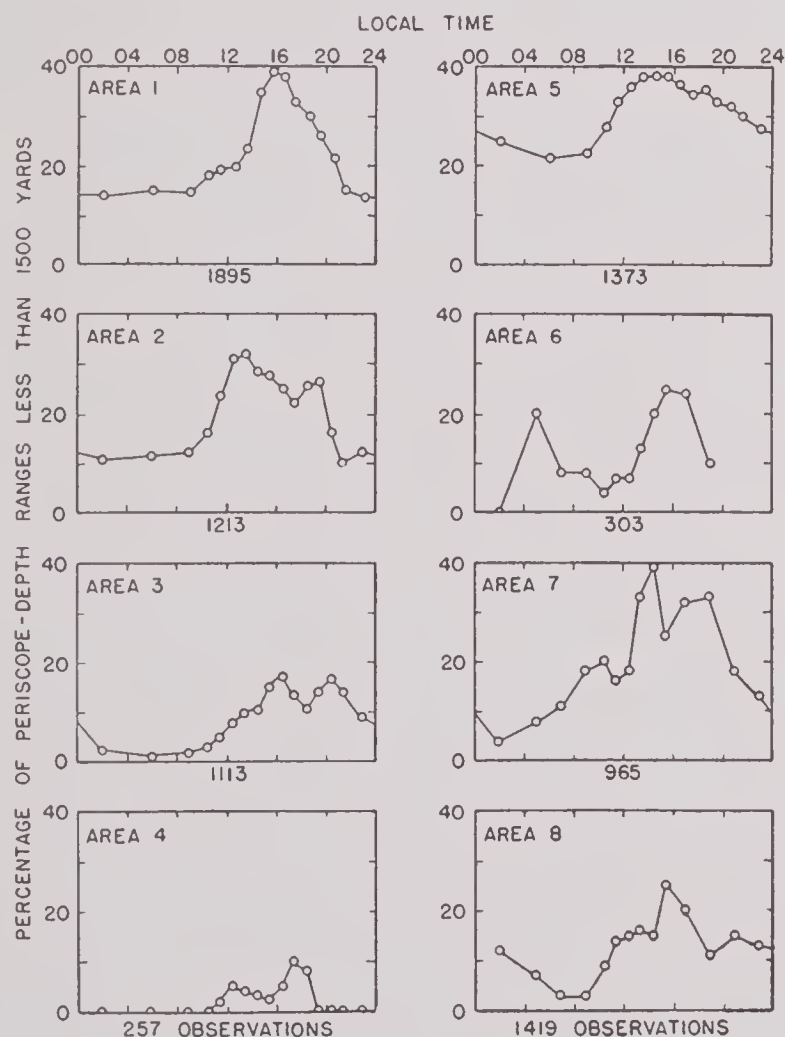 LOCAL TIME
00 04 08 12 16 20 24 00 04 08 12 16 20 24
PERCENTAGE OF PERISCOPE-DEPTH RANGES LESS THAN 1500 YARDS
40 AREA 1
20
0
1895
40 AREA 5
20
0
1373
40 AREA 2
20
0
1213
40 AREA 6
20
0
303
40 AREA 3
20
0
1113
40 AREA 7
20
0
965
40 AREA 4
20
0
257 OBSERVATIONS
40 AREA 8
20
0
1419 OBSERVATIONS